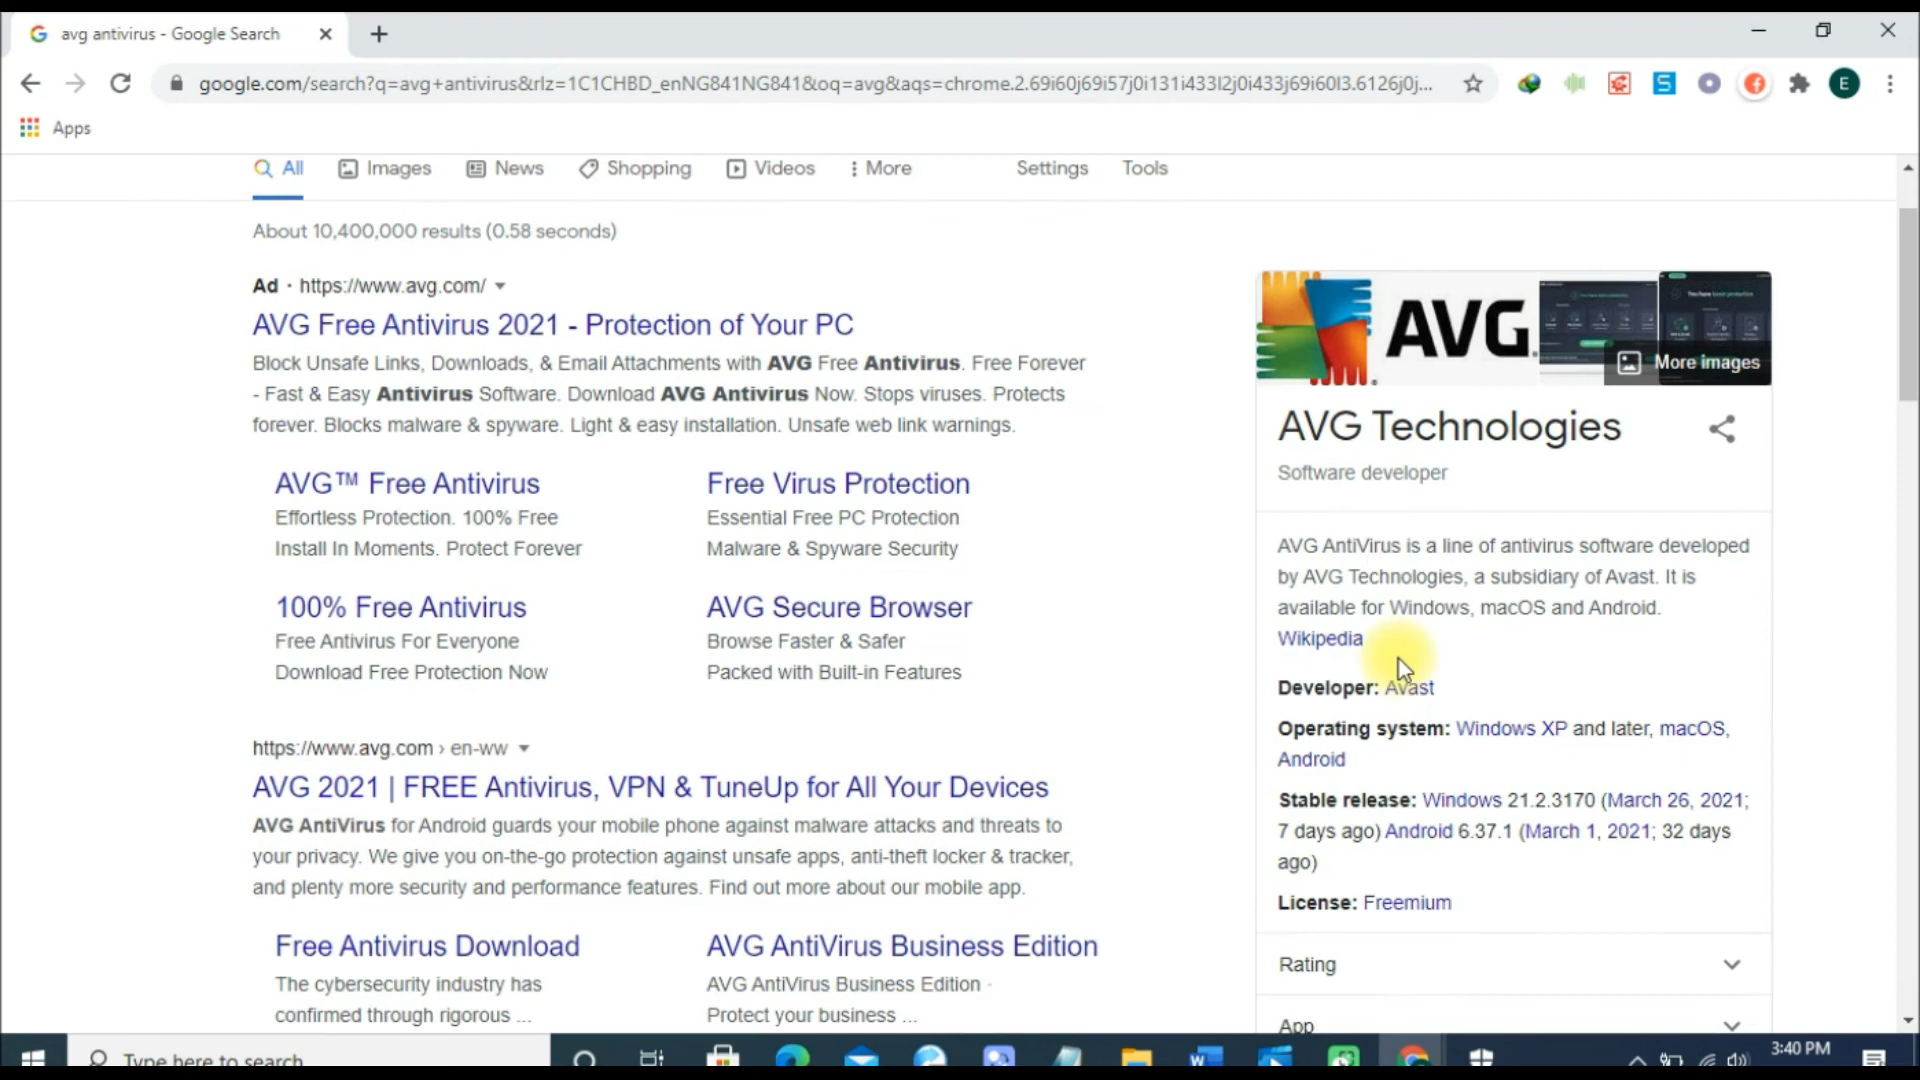 avg antivirus - Google Search
google.com/search?q=avg+antivirus&rlz=1C1CHBD_enNG841NG841&oq=avg&aqs=chrome.2.69i60j69i57j0i131i433l2j0i433j69i60l3.6126j0j...
S
E
Apps
All
Images
News
Shopping
Videos
More
Settings
Tools
About 10,400,000 results (0.58 seconds)
Ad · https://www.avg.com/
AVG Free Antivirus 2021 - Protection of Your PC
Block Unsafe Links, Downloads, & Email Attachments with AVG Free Antivirus. Free Forever
- Fast & Easy Antivirus Software. Download AVG Antivirus Now. Stops viruses. Protects
forever. Blocks malware & spyware. Light & easy installation. Unsafe web link warnings.
AVG™ Free Antivirus
Effortless Protection. 100% Free
Install In Moments. Protect Forever
Free Virus Protection
Essential Free PC Protection
Malware & Spyware Security
100% Free Antivirus
Free Antivirus For Everyone
Download Free Protection Now
AVG Secure Browser
Browse Faster & Safer
Packed with Built-in Features
https://www.avg.com › en-ww
AVG 2021 | FREE Antivirus, VPN & TuneUp for All Your Devices
AVG AntiVirus for Android guards your mobile phone against malware attacks and threats to
your privacy. We give you on-the-go protection against unsafe apps, anti-theft locker & tracker,
and plenty more security and performance features. Find out more about our mobile app.
Free Antivirus Download
The cybersecurity industry has
confirmed through rigorous ...
AVG AntiVirus Business Edition
AVG AntiVirus Business Edition ·
Protect your business ...
AVG.
More images
AVG Technologies
Software developer
AVG AntiVirus is a line of antivirus software developed
by AVG Technologies, a subsidiary of Avast. It is
available for Windows, macOS and Android.
Wikipedia
Developer: Avast
Operating system: Windows XP and later, macOS,
Android
Stable release: Windows 21.2.3170 (March 26, 2021;
7 days ago) Android 6.37.1 (March 1, 2021; 32 days
ago)
License: Freemium
Rating
App
Type here to search
3:40 PM